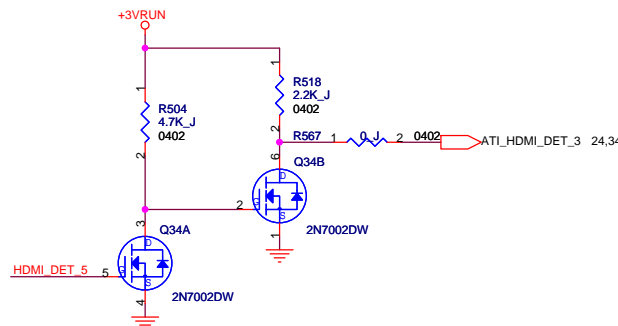 +3VRUN
1
1
R504
4.7K_J
0402
2
R518
2.2K_J
0402
2
R567
1
0_J
2
0402
ATI_HDMI_DET_3
24,34
6
Q34B
D
G
S
2
1
2N7002DW
3
Q34A
D
G
S
HDMI_DET_5
5
4
2N7002DW